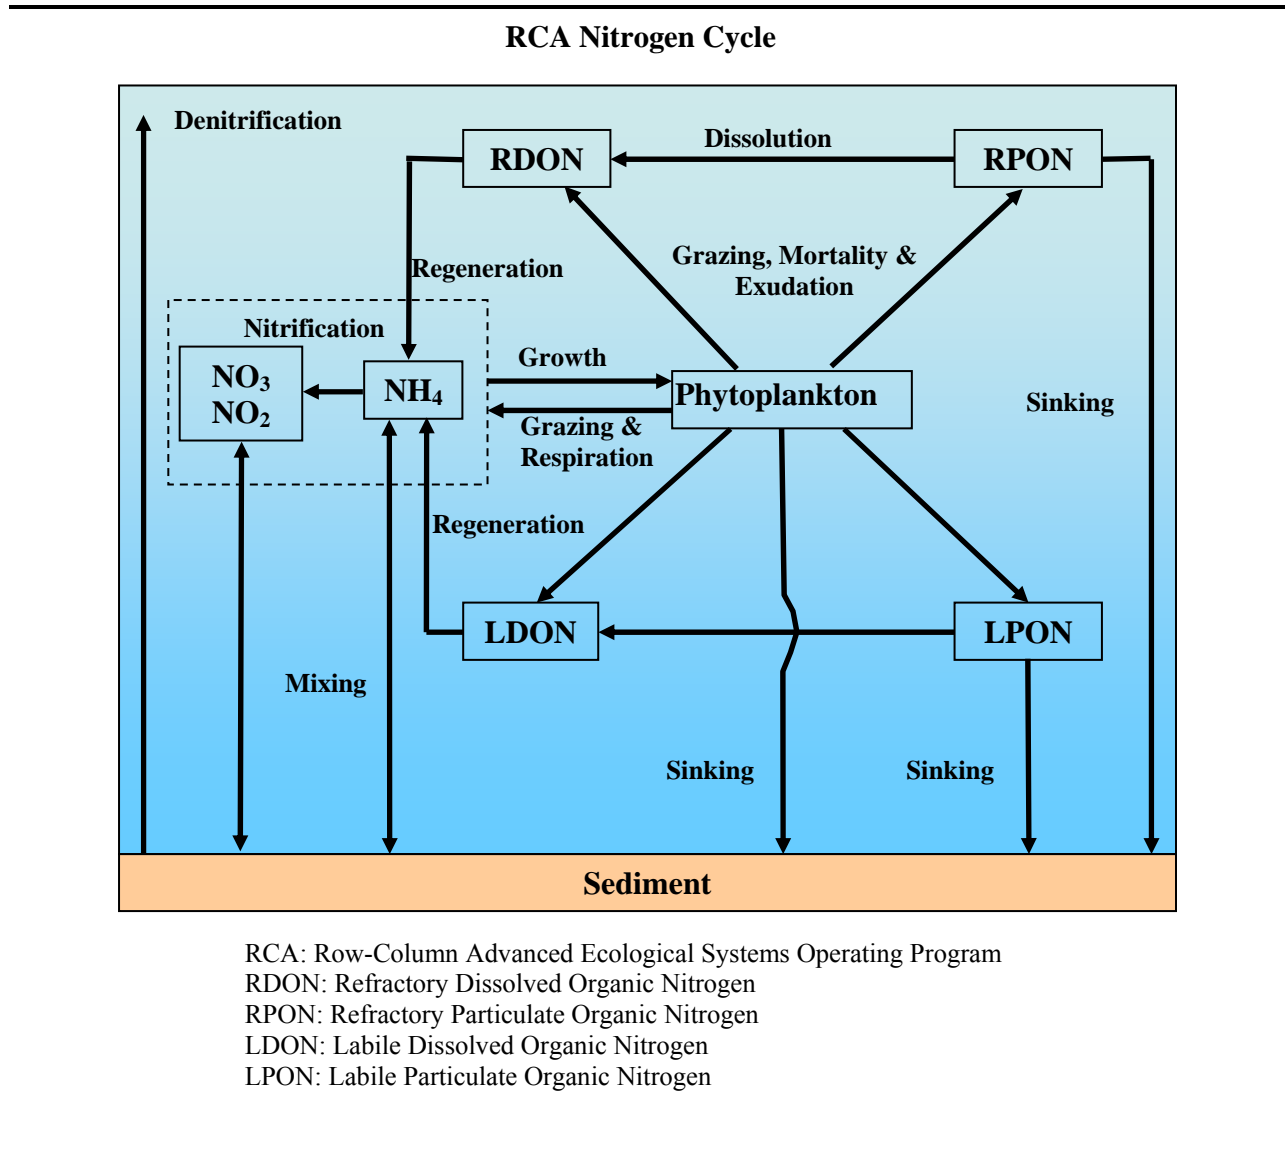 RCA Nitrogen Cycle
Denitrification
Dissolution
RDON
RPON
Grazing, Mortality &
Exudation
Regeneration
Nitrification
Growth
NO3
NO2
NH4
Phytoplankton
Sinking
Grazing &
Respiration
Regeneration
LDON
LPON
Mixing
Sinking
Sinking
Sediment
RCA: Row-Column Advanced Ecological Systems Operating Program
RDON: Refractory Dissolved Organic Nitrogen
RPON: Refractory Particulate Organic Nitrogen
LDON: Labile Dissolved Organic Nitrogen
LPON: Labile Particulate Organic Nitrogen